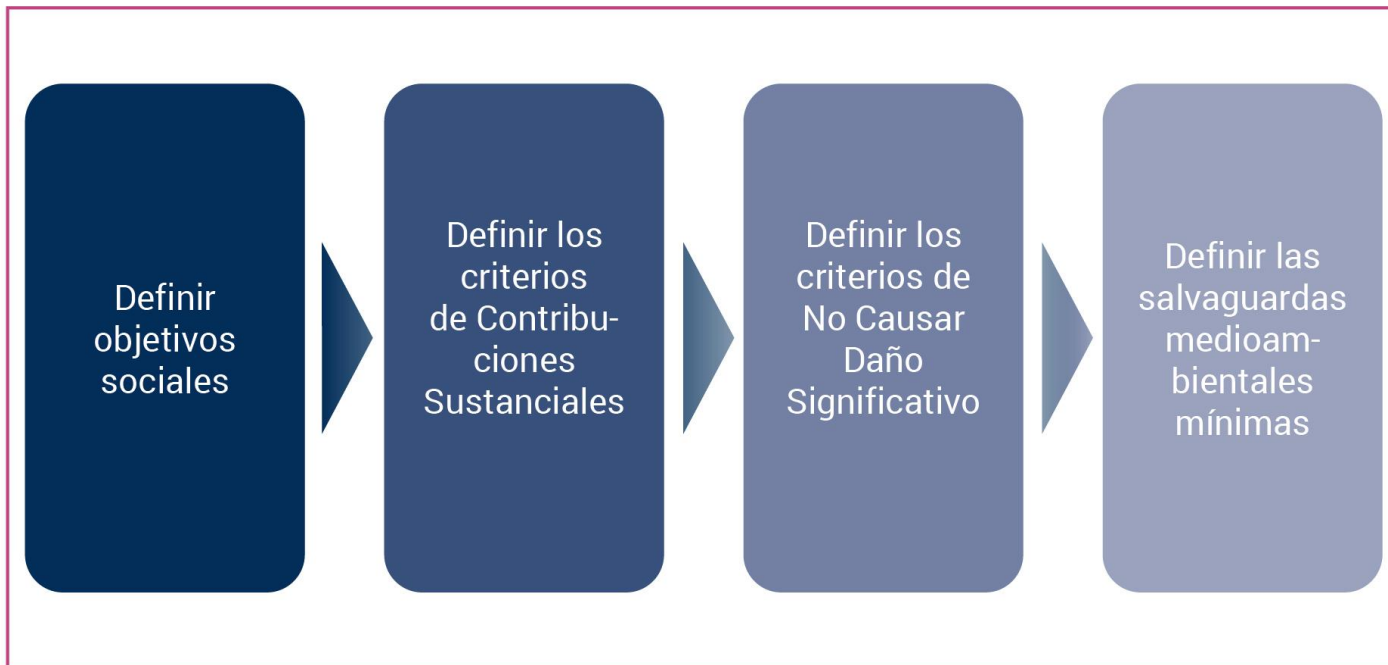 Definir
objetivos
sociales
Definir los
criterios
de Contribu-
ciones
Sustanciales
Definir los
criterios de
No Causar
Daño
Significativo
Definir las
salvaguardas
medioam-
bientales
mínimas